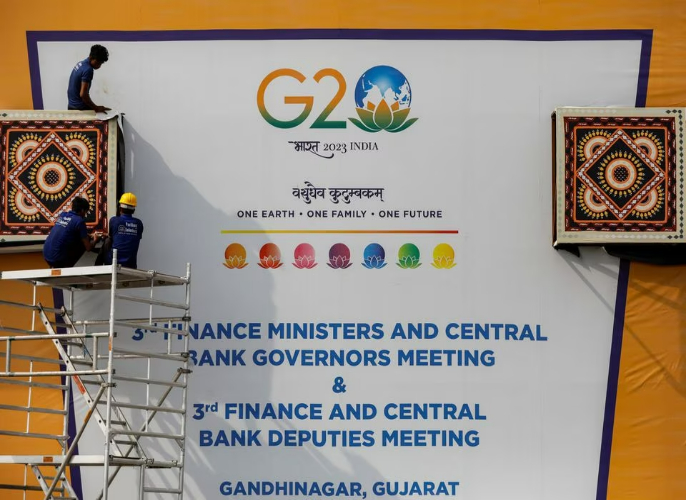 G20
भारत 2023 INDIA
वसुधैव कुटुम्बकम्
ONE EARTH • ONE FAMILY • ONE FUTURE
3rd FINANCE MINISTERS AND CENTRAL
BANK GOVERNORS MEETING
&
3rd FINANCE AND CENTRAL
BANK DEPUTIES MEETING
GANDHINAGAR, GUJARAT